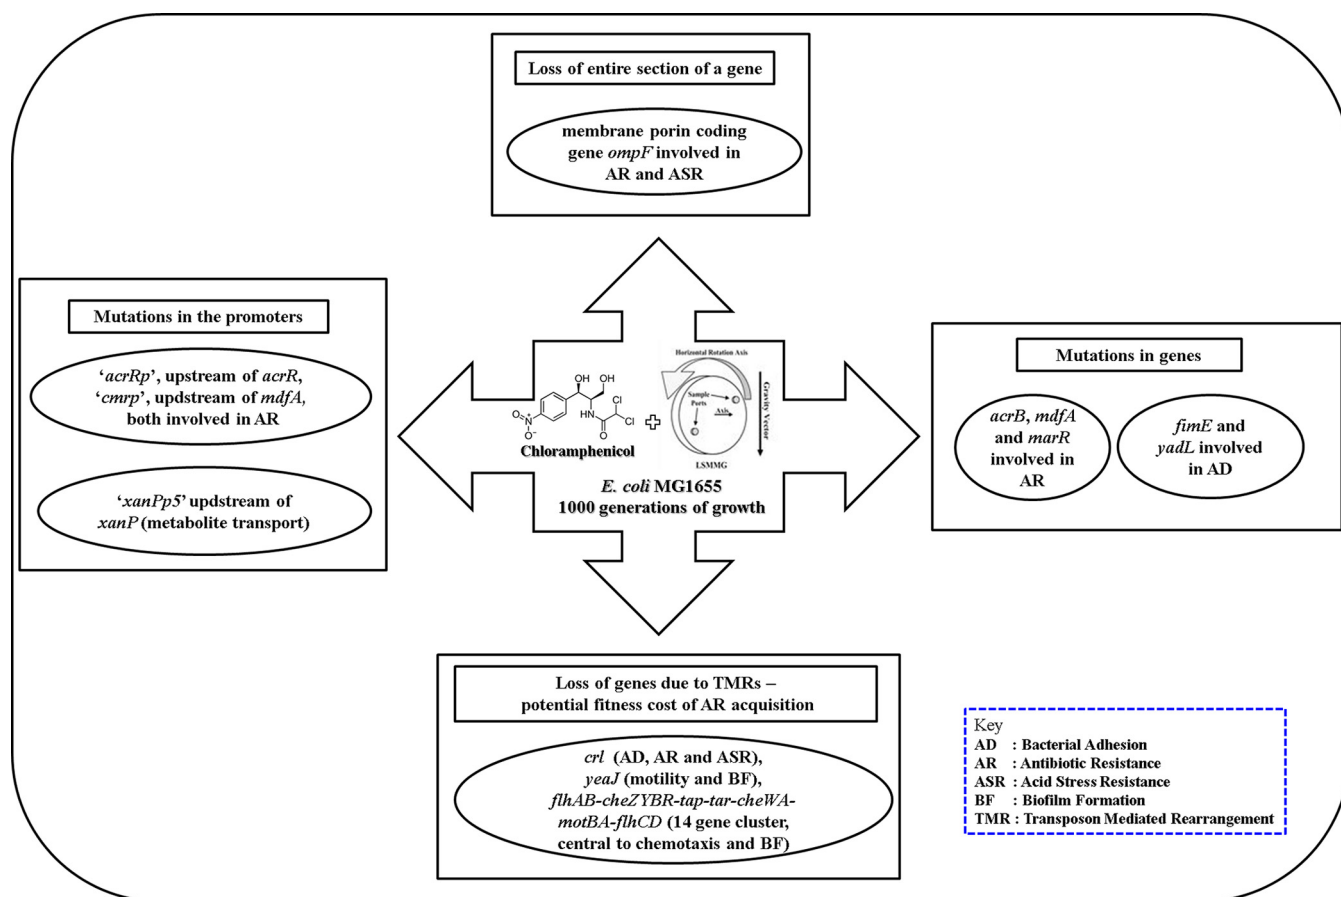 Loss of entire section of a gene
membrane porin coding
gene ompF involved in
AR and ASR
Mutations in the promoters
‘acrRp’, upstream of acrR,
‘cmrp’, updstream of mdfA,
both involved in AR
‘xanPp5’ updstream of
xanP (metabolite transport)
OH
OH
Cl
Cl
HN
O
O
N⁺
O⁻
Chloramphenicol
Horizontal Rotation Axis
Gravity Vector
Sample
Ports
Axis
LSMMG
E. coli MG1655
1000 generations of growth
Mutations in genes
acrB, mdfA
and marR
involved in
AR
fimE and
yadL involved
in AD
Loss of genes due to TMRs –
potential fitness cost of AR acquisition
crl (AD, AR and ASR),
yeaJ (motility and BF),
flhAB-cheZYBR-tap-tar-cheWA-
motBA-flhCD (14 gene cluster,
central to chemotaxis and BF)
Key
AD : Bacterial Adhesion
AR : Antibiotic Resistance
ASR : Acid Stress Resistance
BF : Biofilm Formation
TMR : Transposon Mediated Rearrangement